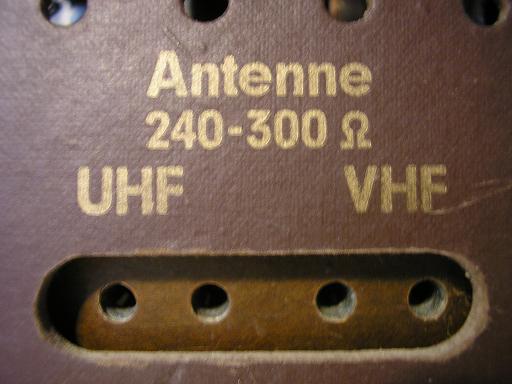 Antenne
240-300 Ω
UHF VHF